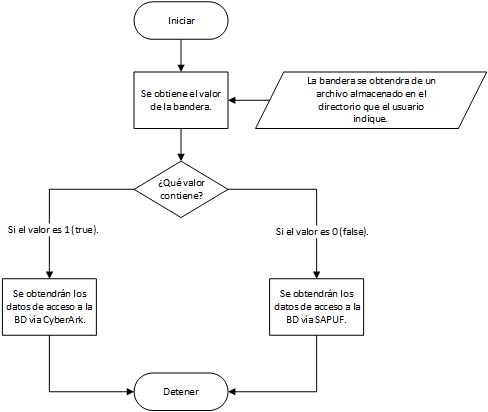 Iniciar
Se obtiene el valor
de la bandera.
La bandera se obtendra de un
archivo almacenado en el
directorio que el usuario
indique.
¿Qué valor
contiene?
Si el valor es 1 (true).
Si el valor es 0 (false).
Se obtendrán los
datos de acceso a la
BD vía CyberArk.
Se obtendrán los
datos de acceso a la
BD vía SAPUF.
Detener